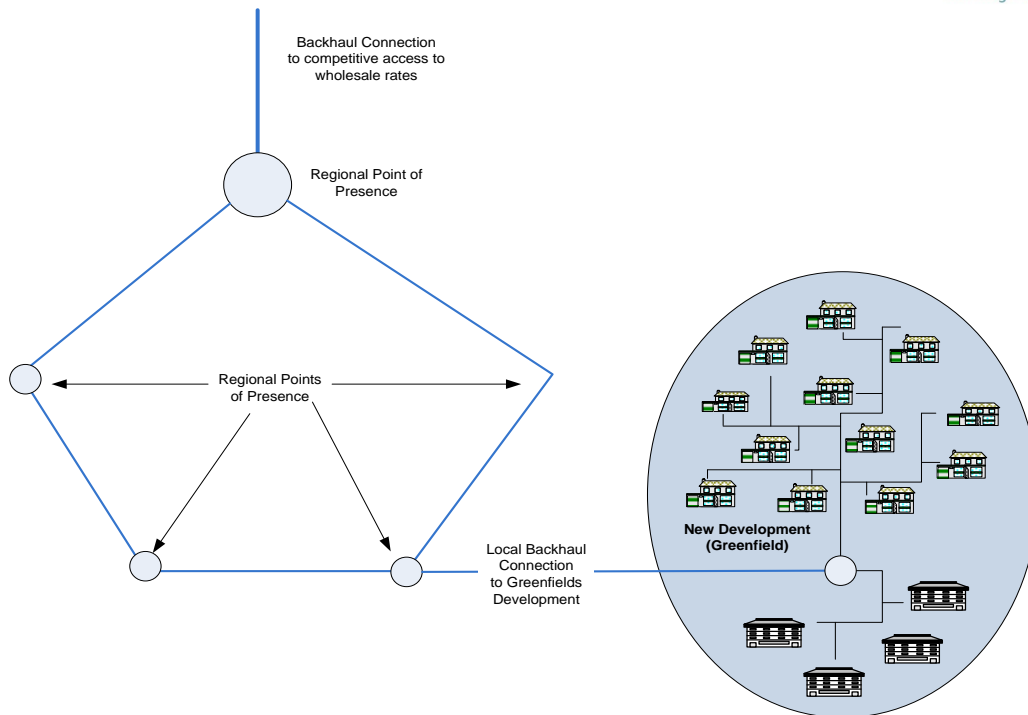 Backhaul Connection
to competitive access to
wholesale rates
Regional Point of
Presence
Regional Points
of Presence
New Development
(Greenfield)
Local Backhaul
Connection
to Greenfields
Development